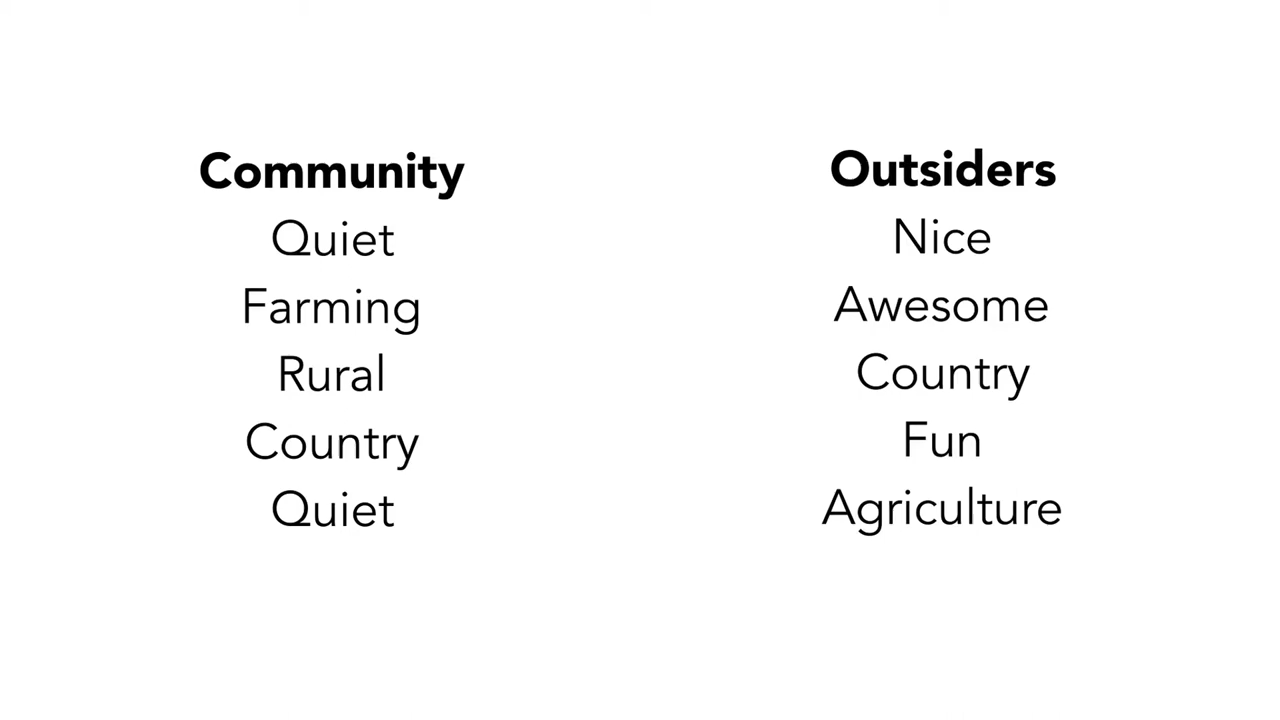 Community
Quiet
Farming
Rural
Country
Quiet
Outsiders
Nice
Awesome
Country
Fun
Agriculture